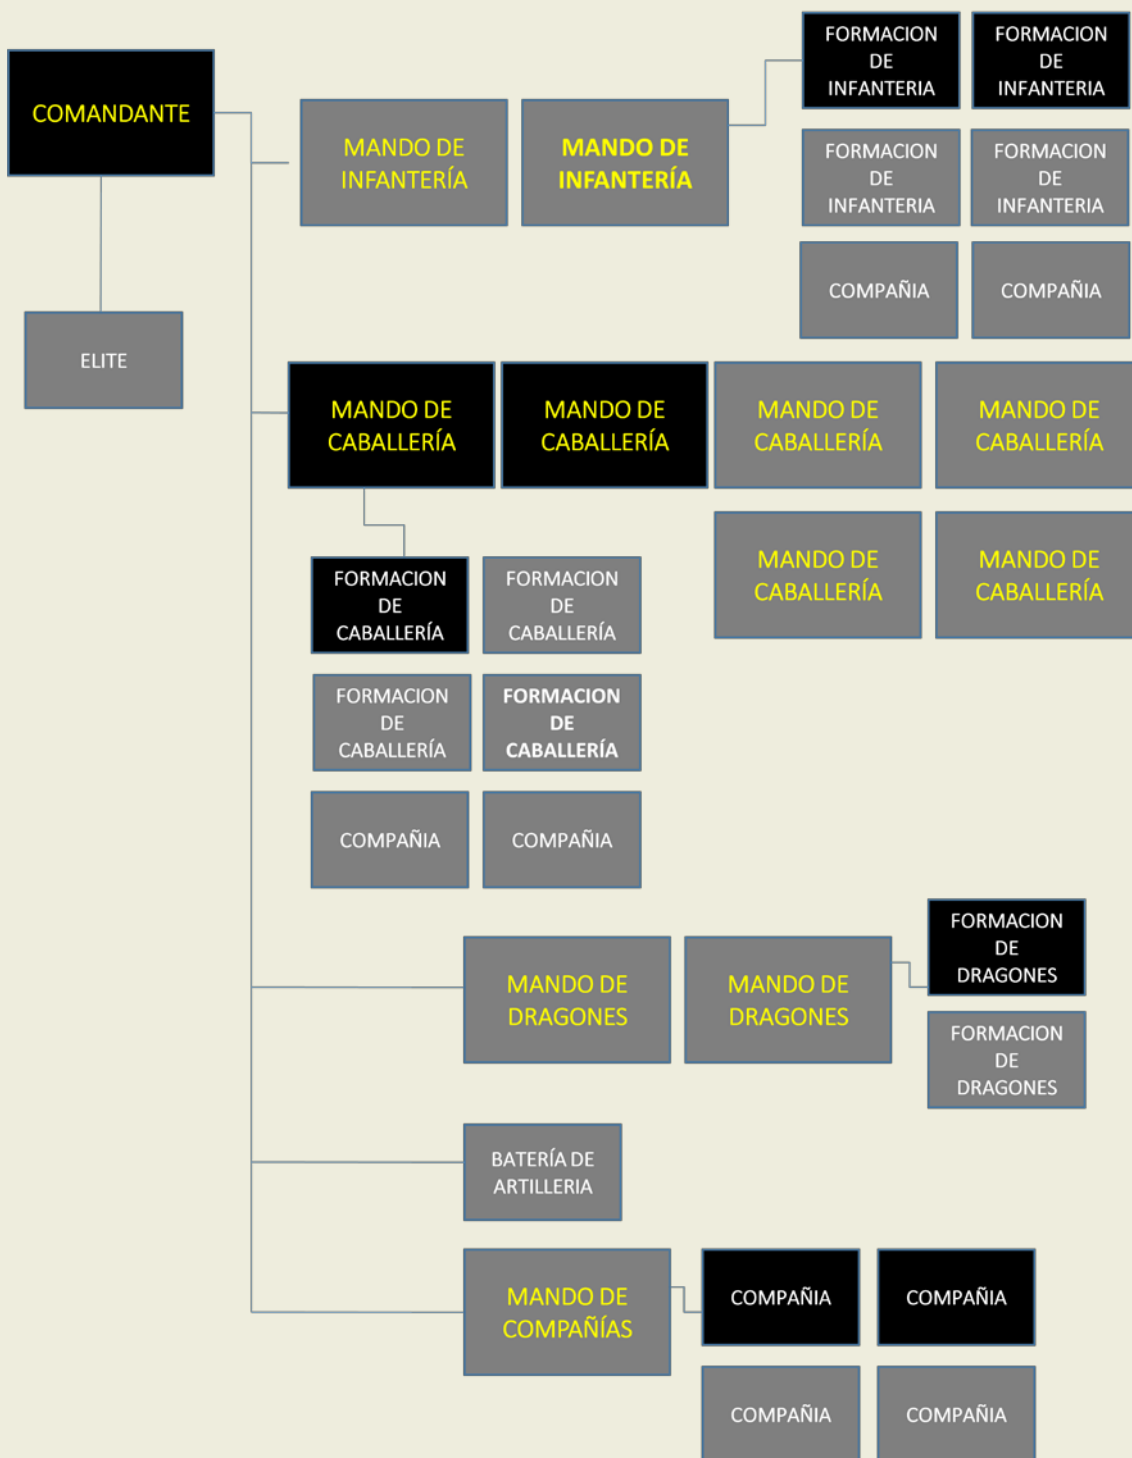 COMANDANTE
ELITE
MANDO DE
INFANTERÍA
MANDO DE
INFANTERÍA
FORMACION
DE
INFANTERIA
FORMACION
DE
INFANTERIA
FORMACION
DE
INFANTERIA
FORMACION
DE
INFANTERIA
COMPAÑIA
COMPAÑIA
MANDO DE
CABALLERÍA
MANDO DE
CABALLERÍA
MANDO DE
CABALLERÍA
MANDO DE
CABALLERÍA
MANDO DE
CABALLERÍA
MANDO DE
CABALLERÍA
FORMACION
DE
CABALLERÍA
FORMACION
DE
CABALLERÍA
FORMACION
DE
CABALLERÍA
FORMACION
DE
CABALLERÍA
COMPAÑIA
COMPAÑIA
MANDO DE
DRAGONES
MANDO DE
DRAGONES
FORMACION
DE
DRAGONES
FORMACION
DE
DRAGONES
BATERÍA DE
ARTILLERIA
MANDO DE
COMPAÑÍAS
COMPAÑIA
COMPAÑIA
COMPAÑIA
COMPAÑIA